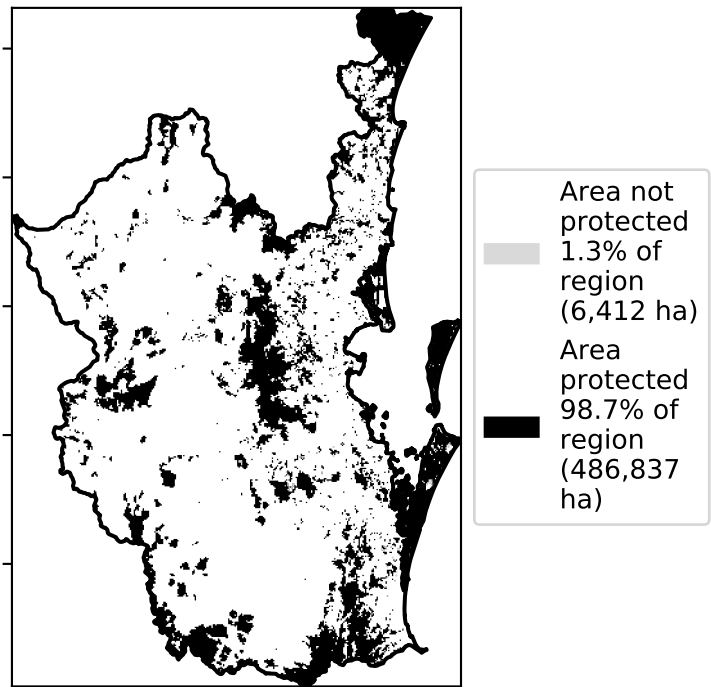 Area not
protected
1.3% of
region
(6,412 ha)
Area
protected
98.7% of
region
(486,837
ha)